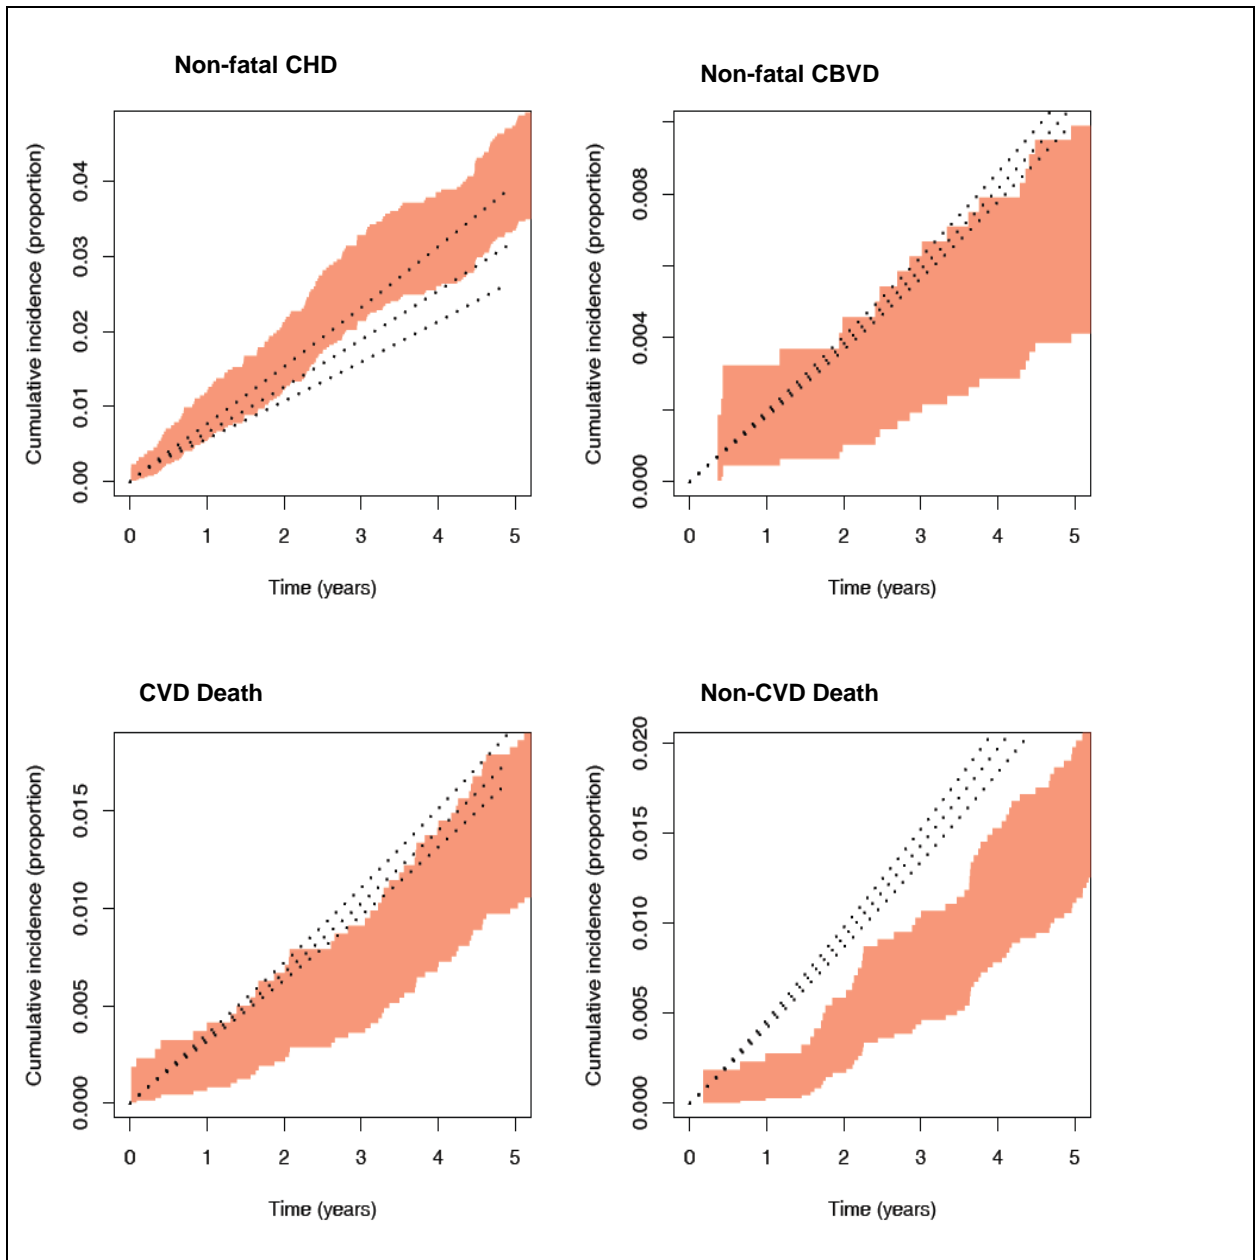 Non-fatal CHD
Cumulative incidence (proportion)
0.04
0.03
0.02
0.01
0.00
0 1 2 3 4 5
Time (years)
Non-fatal CBVD
Cumulative incidence (proportion)
0.008
0.004
0.000
0 1 2 3 4 5
Time (years)
CVD Death
Cumulative incidence (proportion)
0.015
0.010
0.005
0.000
0 1 2 3 4 5
Time (years)
Non-CVD Death
Cumulative incidence (proportion)
0.020
0.015
0.010
0.005
0.000
0 1 2 3 4 5
Time (years)